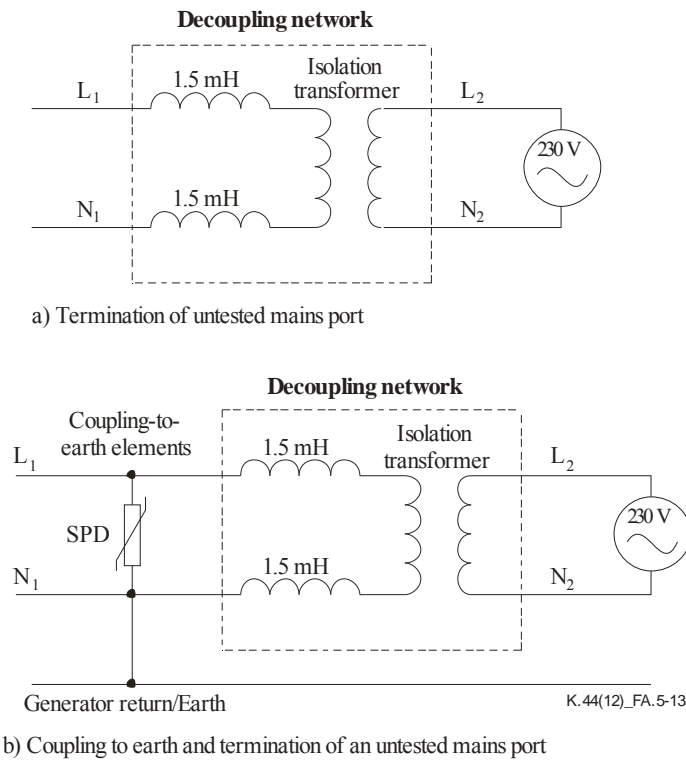 Decoupling network
Isolation
transformer
1.5 mH
L1
L2
230 V
1.5 mH
N1
N2
a) Termination of untested mains port
Decoupling network
Coupling-to-
earth elements
Isolation
transformer
1.5 mH
L1
L2
SPD
230 V
1.5 mH
N1
N2
Generator return/Earth
K.44(12)_FA.5-13
b) Coupling to earth and termination of an untested mains port